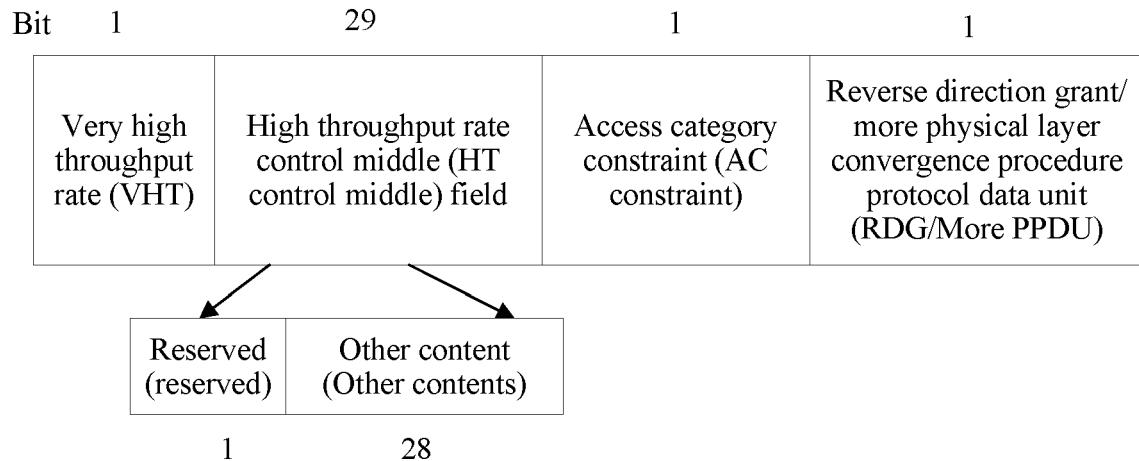 Bit 1 29 1 1
Very high
throughput
rate (VHT)
High throughput rate
control middle (HT
control middle) field
Access category
constraint (AC
constraint)
Reverse direction grant/
more physical layer
convergence procedure
protocol data unit
(RDG/More PPDU)
Reserved
(reserved)
Other content
(Other contents)
1 28